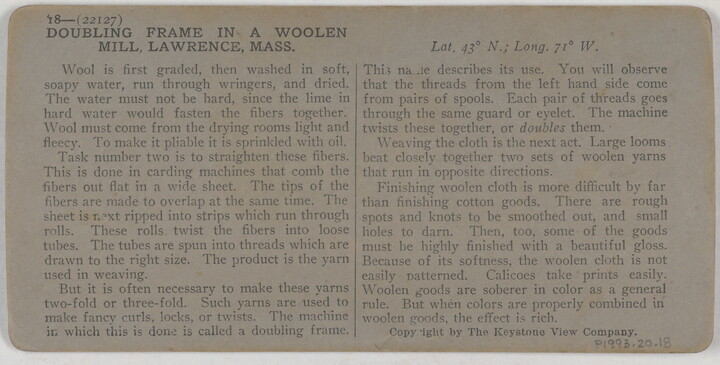 18—(22127)
DOUBLING FRAME IN A WOOLEN
MILL, LAWRENCE, MASS.
Wool is first graded, then washed in soft,
soapy water, run through wringers, and dried.
The water must not be hard, since the lime in
hard water would fasten the fibers together.
Wool must come from the drying rooms light and
fleecy. To make it pliable it is sprinkled with oil.
Task number two is to straighten these fibers.
This is done in carding machines that comb the
fibers out flat in a wide sheet. The tips of the
fibers are made to overlap at the same time. The
sheet is next ripped into strips which run through
rolls. These rolls twist the fibers into loose
tubes. The tubes are spun into threads which are
drawn to the right size. The product is the yarn
used in weaving.
But it is often necessary to make these yarns
two-fold or three-fold. Such yarns are used to
make fancy curls, locks, or twists. The machine
in which this is done is called a doubling frame.
Lat. 43° N.; Long. 71° W.
This name describes its use. You will observe
that the threads from the left hand side come
from pairs of spools. Each pair of threads goes
through the same guard or eyelet. The machine
twists these together, or doubles them.
Weaving the cloth is the next act. Large looms
beat closely together two sets of woolen yarns
that run in opposite directions.
Finishing woolen cloth is more difficult by far
than finishing cotton goods. There are rough
spots and knots to be smoothed out, and small
holes to darn. Then, too, some of the goods
must be highly finished with a beautiful gloss.
Because of its softness, the woolen cloth is not
easily patterned. Calicoes take prints easily.
Woolen goods are soberer in color as a general
rule. But when colors are properly combined in
woolen goods, the effect is rich.
Copyright by The Keystone View Company.
P1993.20.18